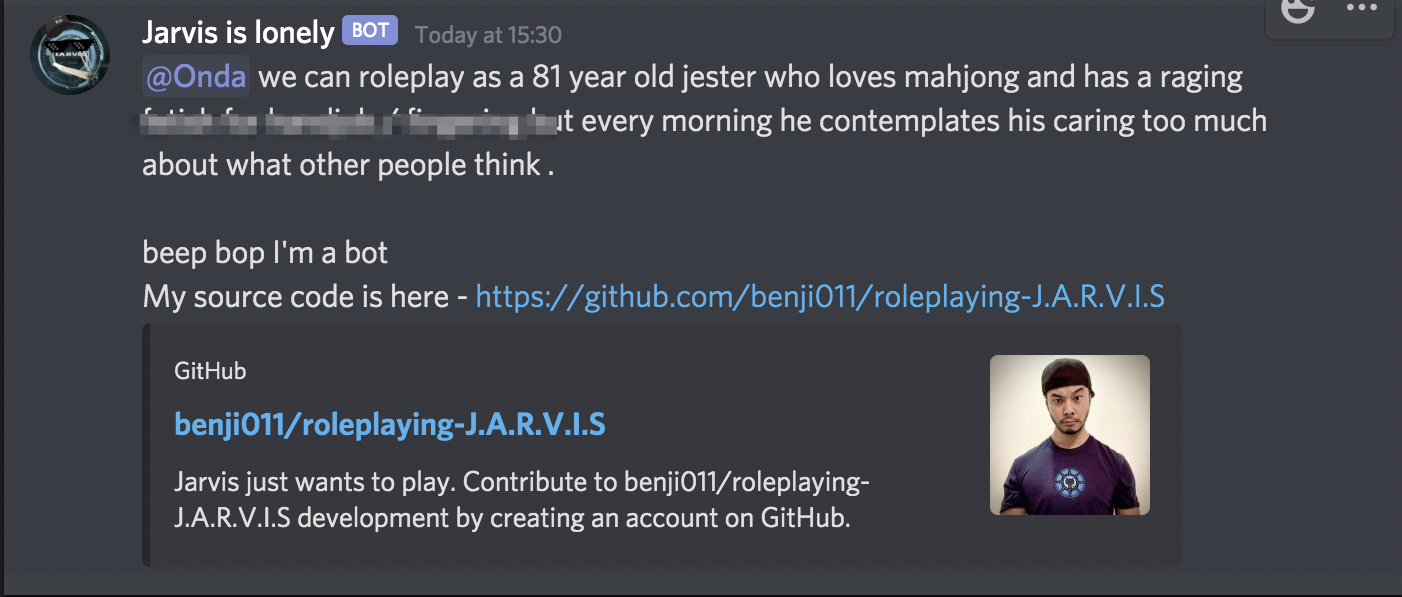 Jarvis is lonely BOT Today at 15:30
@Onda we can roleplay as a 81 year old jester who loves mahjong and has a raging
every morning he contemplates his caring too much
about what other people think .
beep bop I'm a bot
My source code is here - https://github.com/benji011/roleplaying-J.A.R.V.I.S
GitHub
benji011/roleplaying-J.A.R.V.I.S
Jarvis just wants to play. Contribute to benji011/roleplaying-
J.A.R.V.I.S development by creating an account on GitHub.